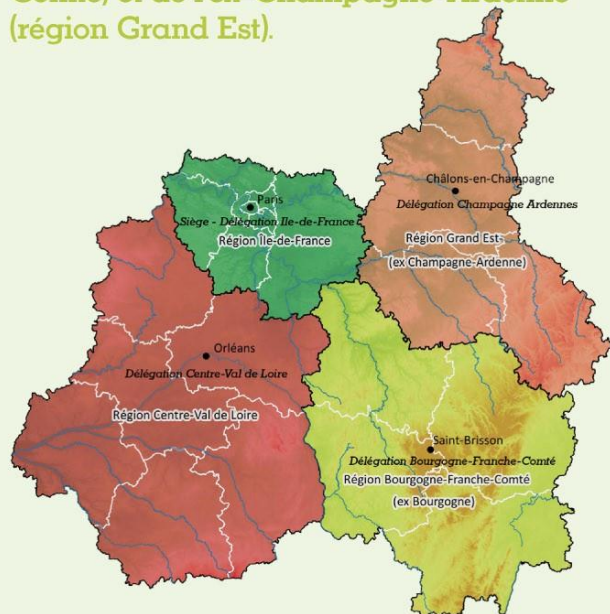 (région Grand Est).
Châlons-en-Champagne
Délégation Champagne Ardennes
Paris
Siège - Délégation Ile-de-France
Région Île-de-France
Région Grand Est
(ex Champagne-Ardenne)
Orléans
Délégation Centre-Val de Loire
Région Centre-Val de Loire
Saint-Brisson
Délégation Bourgogne-Franche-Comté
Région Bourgogne-Franche-Comté
(ex Bourgogne)